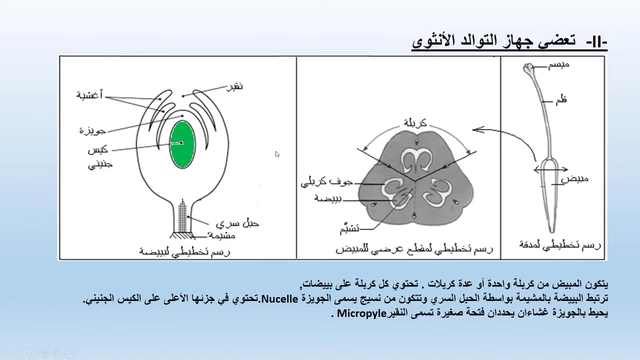 II- تعضي جهاز التوالد الأنثوي-
ميسم
قلم
مبيض
رسم تخطيطي لمدقة
كربلة
جوف كربلي
بييضة
تشيّم
رسم تخطيطي لمقطع عرضي للمبيض
نقير
أغشية
جويزة
كيس
جنيني
حبل سري
مشيمة
رسم تخطيطي لبييضة
يتكون المبيض من كربلة واحدة أو عدة كربلات . تحتوي كل كربلة على بييضات,
ترتبط البييضة بالمشيمة بواسطة الحبل السري وتتكون من نسيج يسمى الجويزة Nucelle.تحتوي في جزئها الأعلى على الكيس الجنيني.
يحيط بالجويزة غشاءان يحددان فتحة صغيرة تسمى النقيرMicropyle .